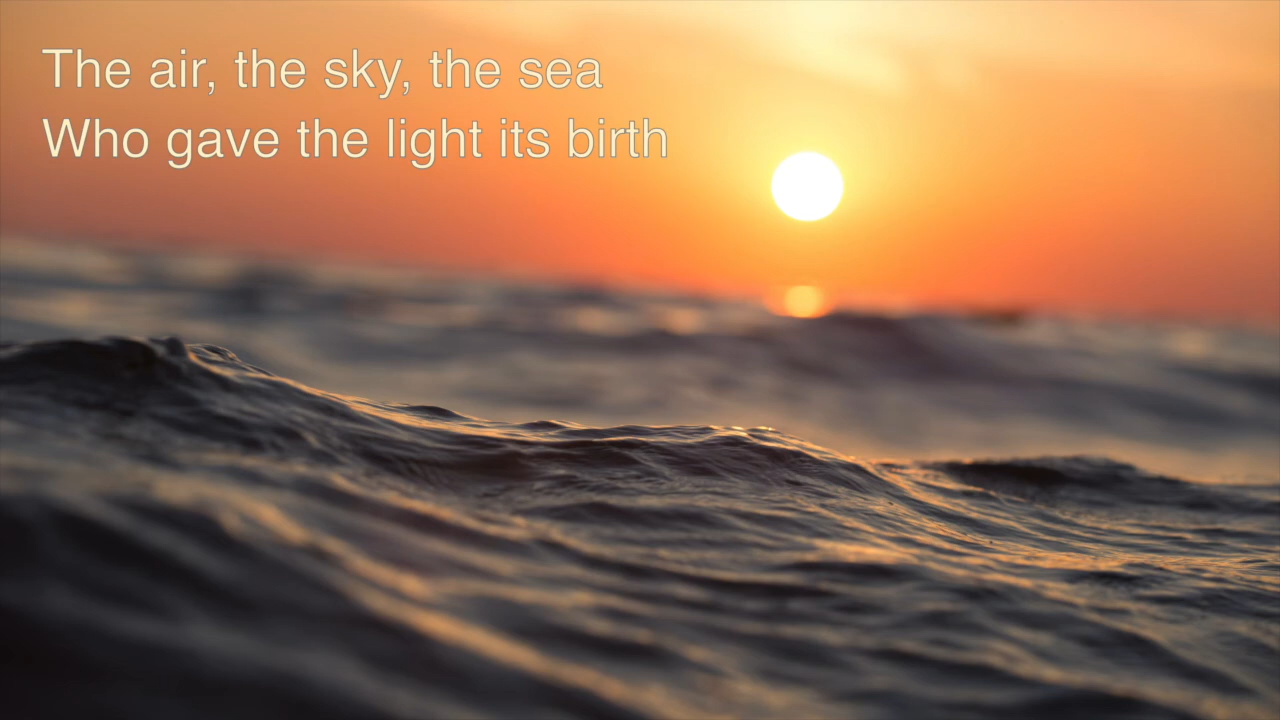 The air, the sky, the sea
Who gave the light its birth